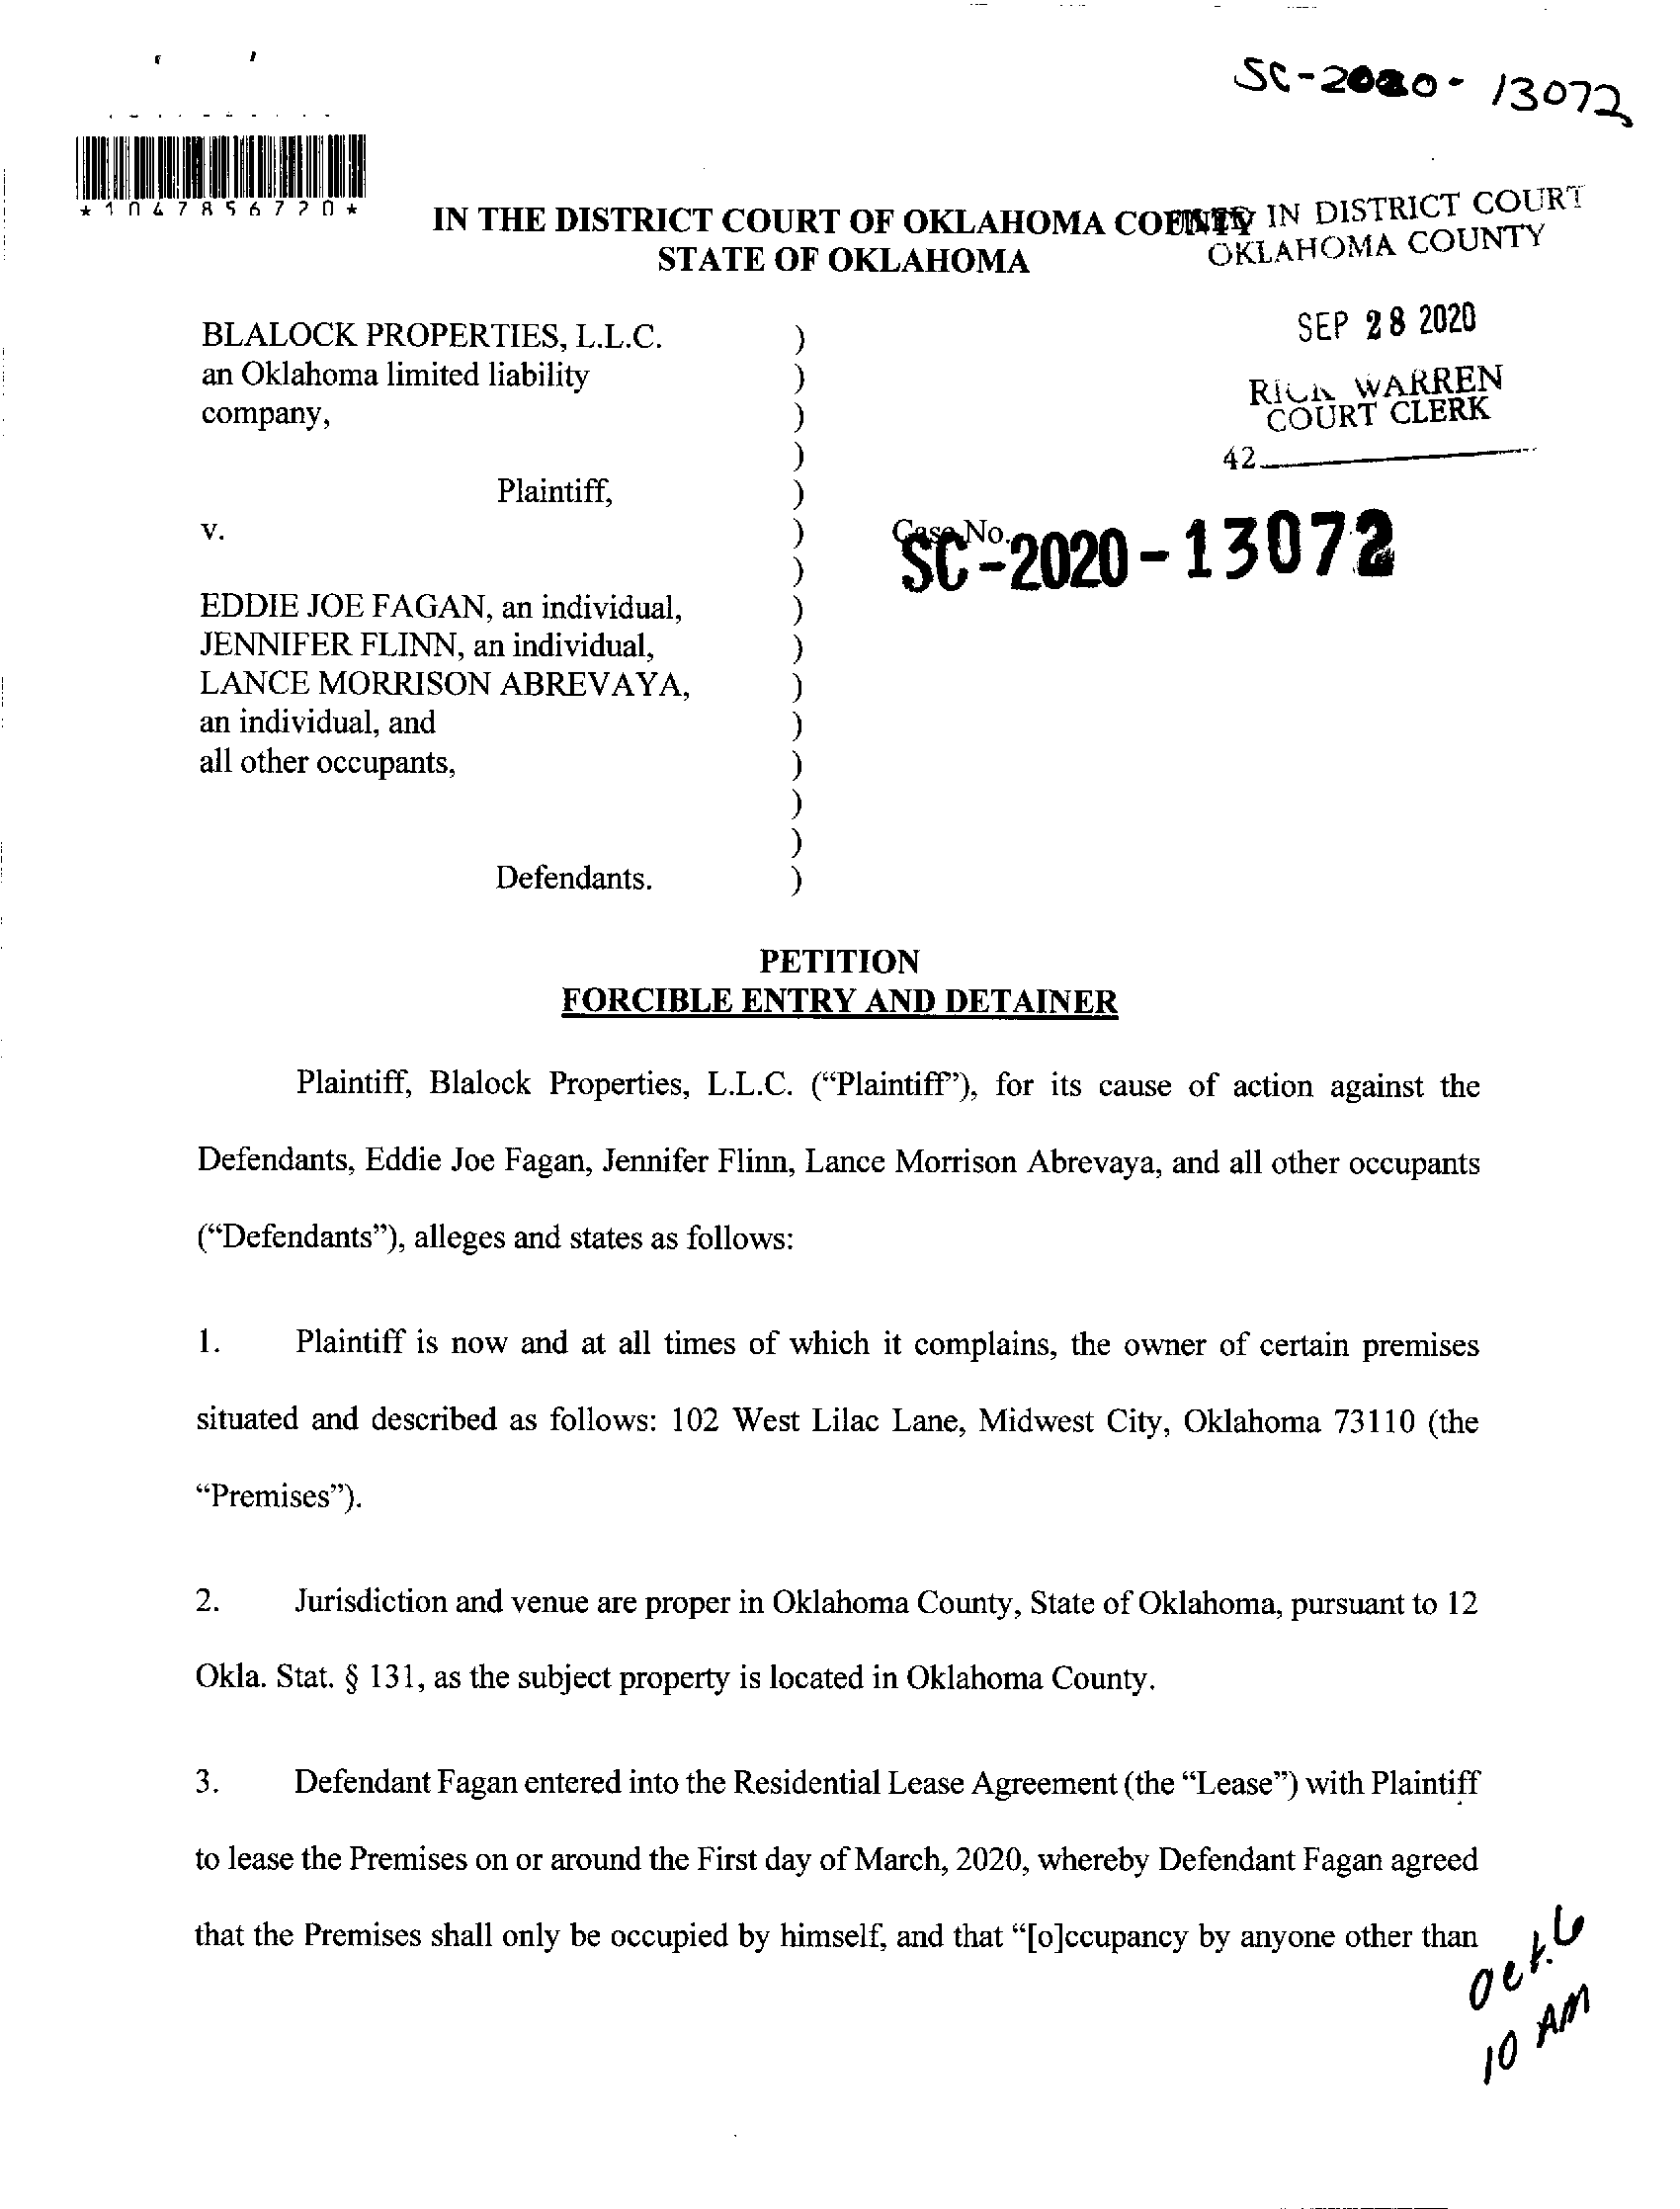 SC-2020-13072
*1047856720*
IN THE DISTRICT COURT OF OKLAHOMA COUNTY
STATE OF OKLAHOMA
IN DISTRICT COURT
OKLAHOMA COUNTY
SEP 28 2020
RICK WARREN
COURT CLERK
42
BLALOCK PROPERTIES, L.L.C. )
an Oklahoma limited liability )
company, )
)
Plaintiff, )
v. )
)
EDDIE JOE FAGAN, an individual, )
JENNIFER FLINN, an individual, )
LANCE MORRISON ABREVAYA, )
an individual, and )
all other occupants, )
)
)
Defendants. )
Case No.
SC-2020-13072
PETITION
FORCIBLE ENTRY AND DETAINER
Plaintiff, Blalock Properties, L.L.C. (“Plaintiff”), for its cause of action against the
Defendants, Eddie Joe Fagan, Jennifer Flinn, Lance Morrison Abrevaya, and all other occupants
(“Defendants”), alleges and states as follows:
1. Plaintiff is now and at all times of which it complains, the owner of certain premises
situated and described as follows: 102 West Lilac Lane, Midwest City, Oklahoma 73110 (the
“Premises”).
2. Jurisdiction and venue are proper in Oklahoma County, State of Oklahoma, pursuant to 12
Okla. Stat. § 131, as the subject property is located in Oklahoma County.
3. Defendant Fagan entered into the Residential Lease Agreement (the “Lease”) with Plaintiff
to lease the Premises on or around the First day of March, 2020, whereby Defendant Fagan agreed
that the Premises shall only be occupied by himself, and that “[o]ccupancy by anyone other than
Oct. 6
10 AM